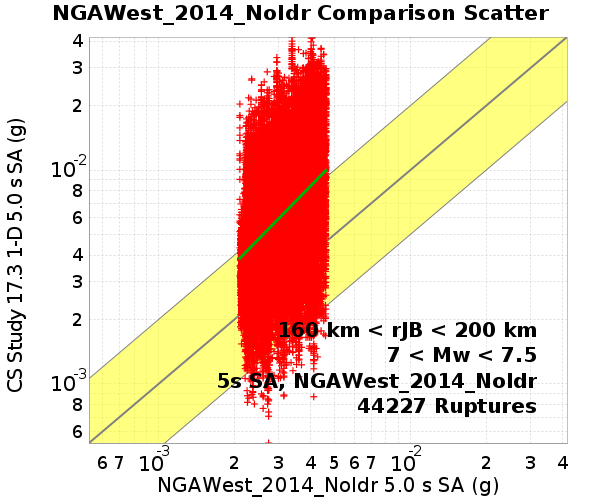 NGAWest_2014_NoIdr Comparison Scatter
4
3
2
10-2
8
6
4
3
2
10-3
8
6
CS Study 17.3 1-D 5.0 s SA (g)
160 km < rJB < 200 km
7 < Mw < 7.5
5s SA, NGAWest_2014_NoIdr
44227 Ruptures
6 7 10-3 2 3 4 5 6 7 10-2 2 3 4
NGAWest_2014_NoIdr 5.0 s SA (g)